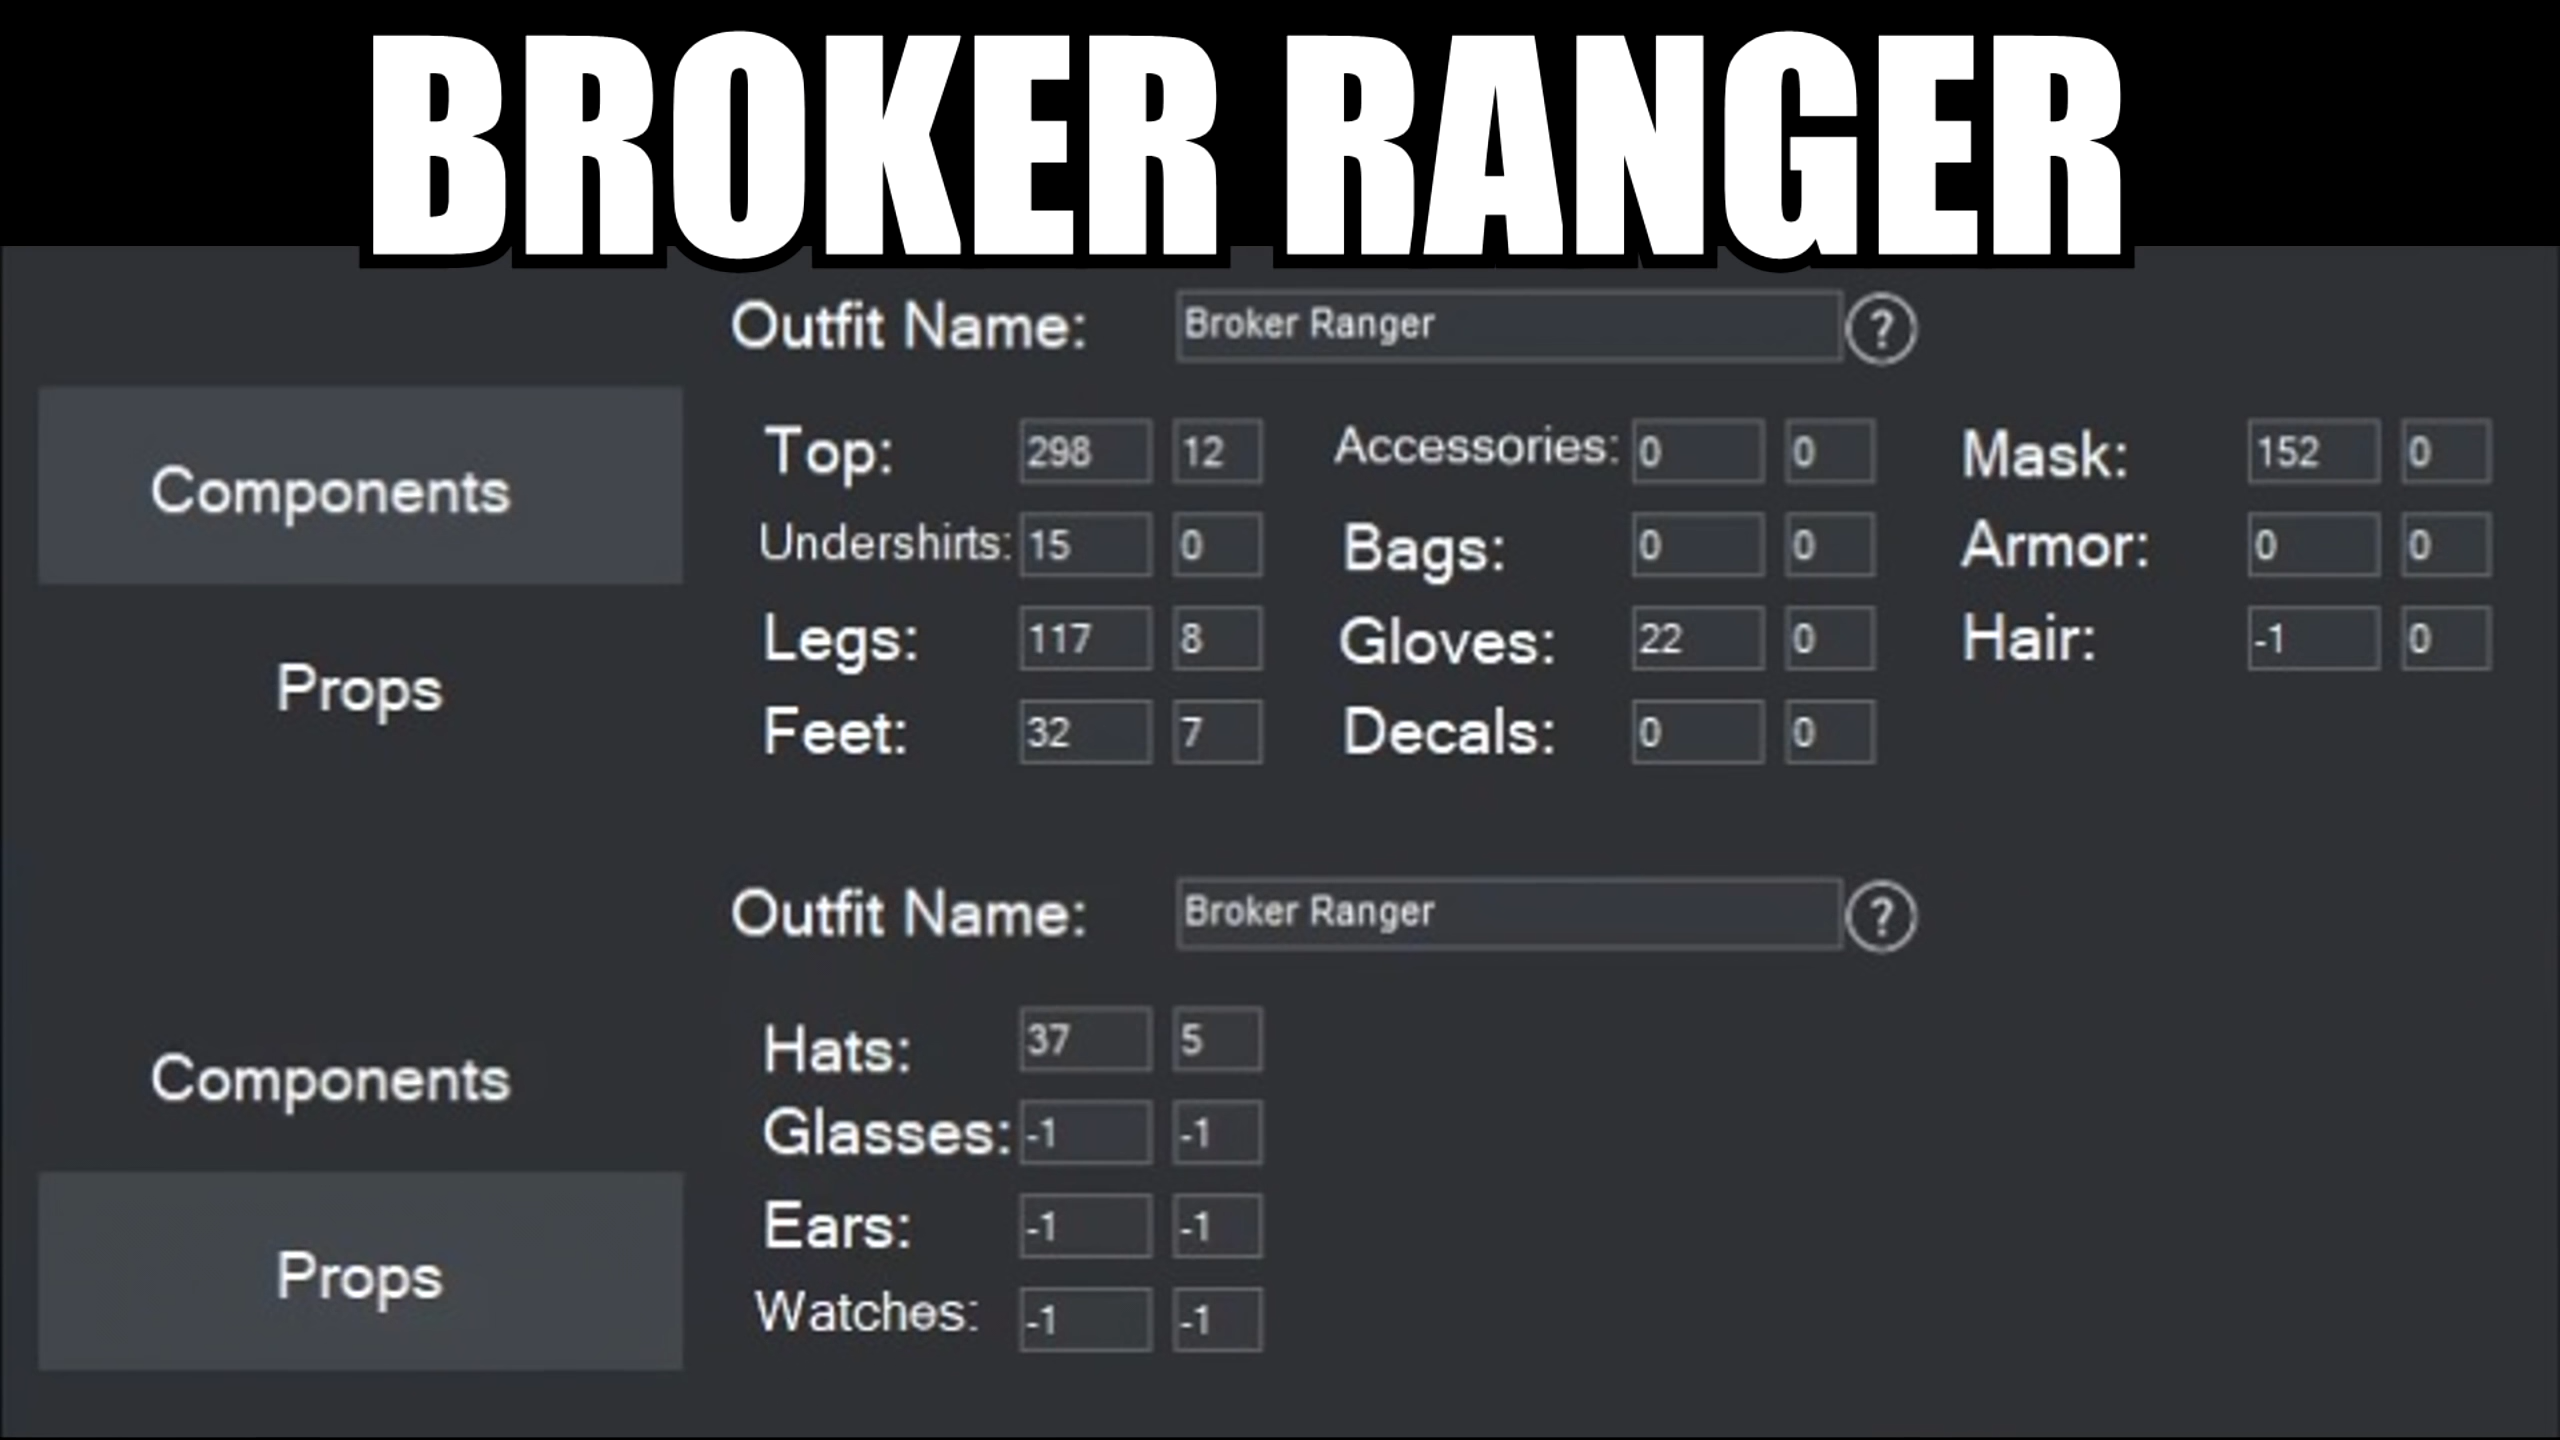 BROKER RANGER
Outfit Name: Broker Ranger ?
Components
Props
Top: 298 12 Accessories: 0 0 Mask: 152 0
Undershirts: 15 0 Bags: 0 0 Armor: 0 0
Legs: 117 8 Gloves: 22 0 Hair: -1 0
Feet: 32 7 Decals: 0 0
Outfit Name: Broker Ranger ?
Components
Props
Hats: 37 5
Glasses: -1 -1
Ears: -1 -1
Watches: -1 -1